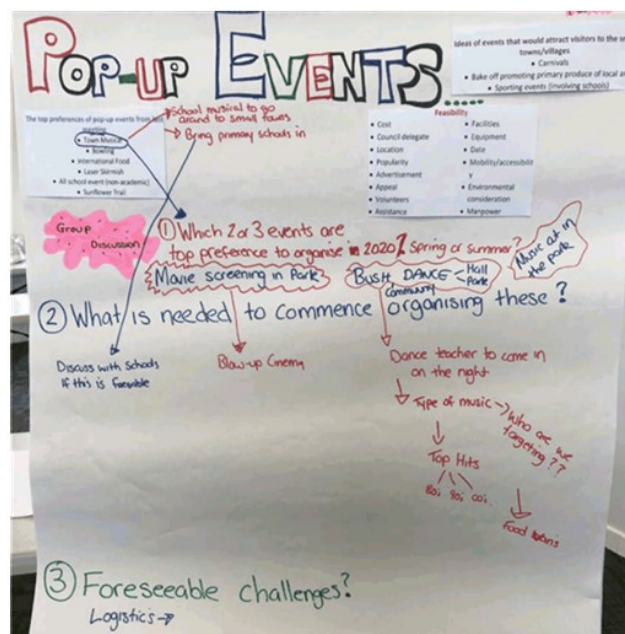 POP-UP EVENTS
Ideas of events that would attract visitors to the
towns/villages
• Carnivals
• Bake off promoting primary produce of local
• Sporting events (involving schools)
The top preferences of pop-up events from
meeting
• Town Musical
• Bowling
• International Food
• Laser Skirmish
• All school event (non-academic)
• Sunflower Trail
School musical to go
around to small towns
Bring primary schools in
Feasibility
• Cost
• Council delegate
• Location
• Popularity
• Advertisement
• Appeal
• Volunteers
• Assistance
• Facilities
• Equipment
• Date
• Mobility/accessibilit
y
• Environmental
consideration
• Manpower
Group
Discussion
① Which 2 or 3 events are
top preference to organise in 2020? Spring or summer?
Movie screening in Park
BUSH DANCE
Hall
Park
Community
Music at in
the park
② What is needed to commence organising these?
Discuss with Schools
If this is feasible
Blow-up Cinema
Dance teacher to come in
on the night
Type of music
Who are we
targeting??
Top Hits
80s 90s 00s
Food
③ Foreseeable challenges?
Logistics